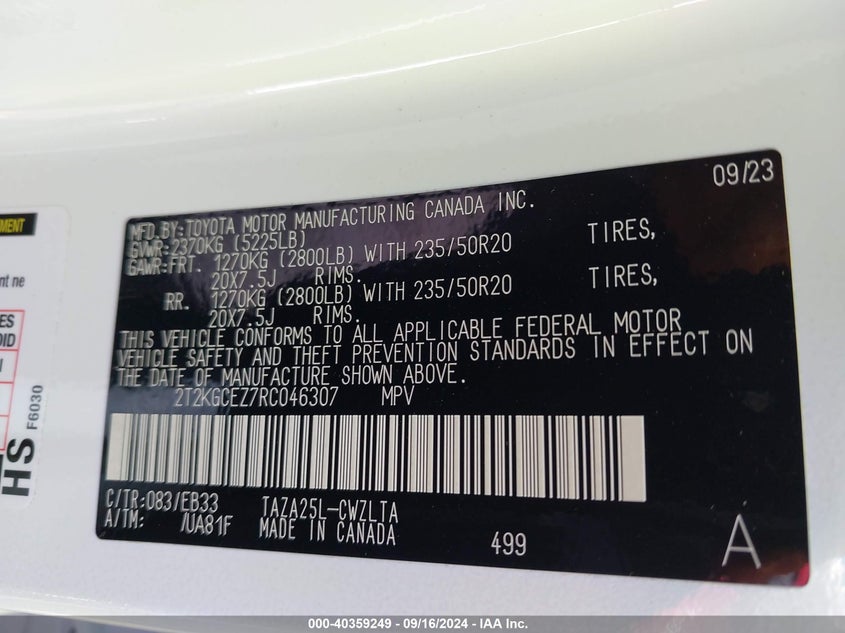 09/23
MFD.BY:TOYOTA MOTOR MANUFACTURING CANADA INC.
GVWR:2370KG (5225LB)
GAWR:FRT. 1270KG (2800LB) WITH 235/50R20 TIRES,
20X7.5J RIMS.
RR. 1270KG (2800LB) WITH 235/50R20 TIRES,
20X7.5J RIMS.
THIS VEHICLE CONFORMS TO ALL APPLICABLE FEDERAL MOTOR
VEHICLE SAFETY AND THEFT PREVENTION STANDARDS IN EFFECT ON
THE DATE OF MANUFACTURE SHOWN ABOVE.
2T2KGCEZ7RC046307 MPV
C/TR:083/EB33 TAZA25L-CWZLTA
A/TM: /UA81F MADE IN CANADA 499 A
HS F6030
000-40359249 - 09/16/2024 - IAA Inc.